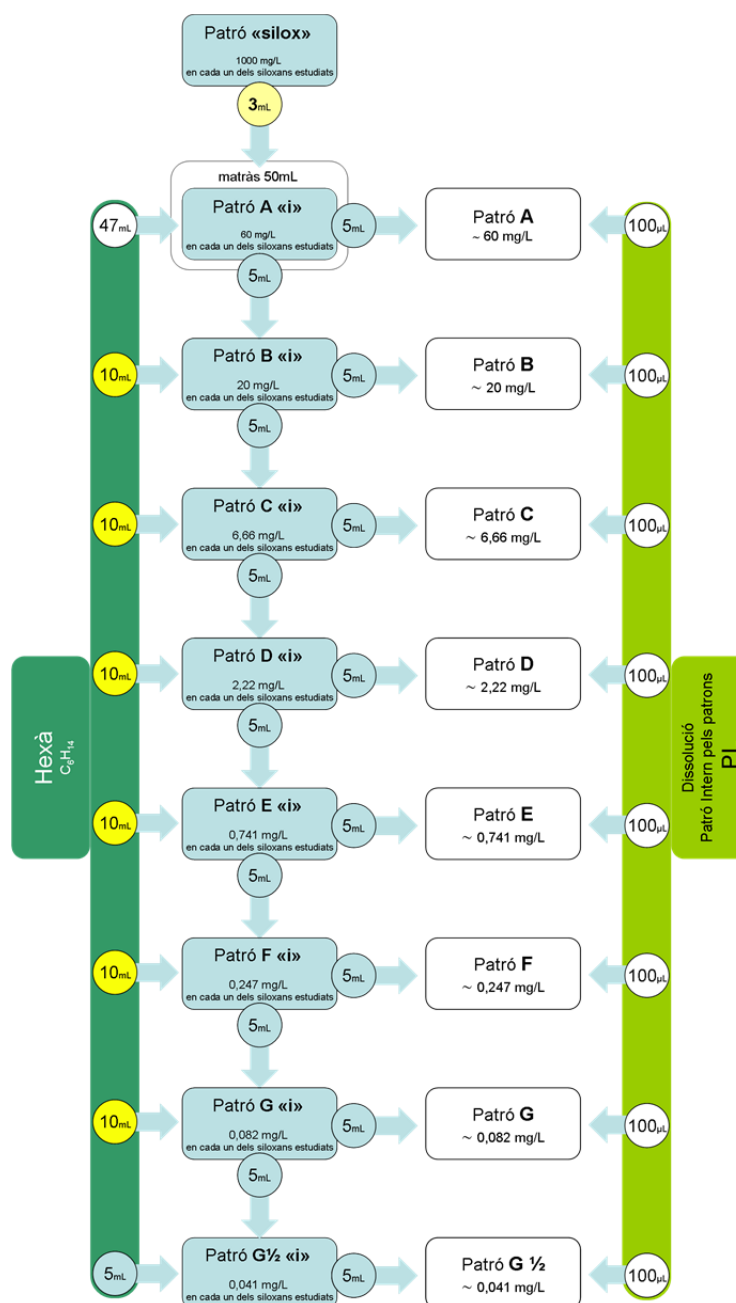 Patró «silox»
1000 mg/L
en cada un dels siloxans estudiats
3mL
matràs 50mL
47mL
Patró A «i»
60 mg/L
en cada un dels siloxans estudiats
5mL
Patró A
~ 60 mg/L
100µL
5mL
10mL
Patró B «i»
20 mg/L
en cada un dels siloxans estudiats
5mL
Patró B
~ 20 mg/L
100µL
5mL
10mL
Patró C «i»
6,66 mg/L
en cada un dels siloxans estudiats
5mL
Patró C
~ 6,66 mg/L
100µL
5mL
10mL
Patró D «i»
2,22 mg/L
en cada un dels siloxans estudiats
5mL
Patró D
~ 2,22 mg/L
100µL
5mL
Hexà
C₆H₁₄
Dissolució
Patró Intern pels patrons
PI
10mL
Patró E «i»
0,741 mg/L
en cada un dels siloxans estudiats
5mL
Patró E
~ 0,741 mg/L
100µL
5mL
10mL
Patró F «i»
0,247 mg/L
en cada un dels siloxans estudiats
5mL
Patró F
~ 0,247 mg/L
100µL
5mL
10mL
Patró G «i»
0,082 mg/L
en cada un dels siloxans estudiats
5mL
Patró G
~ 0,082 mg/L
100µL
5mL
5mL
Patró G½ «i»
0,041 mg/L
en cada un dels siloxans estudiats
5mL
Patró G ½
~ 0,041 mg/L
100µL